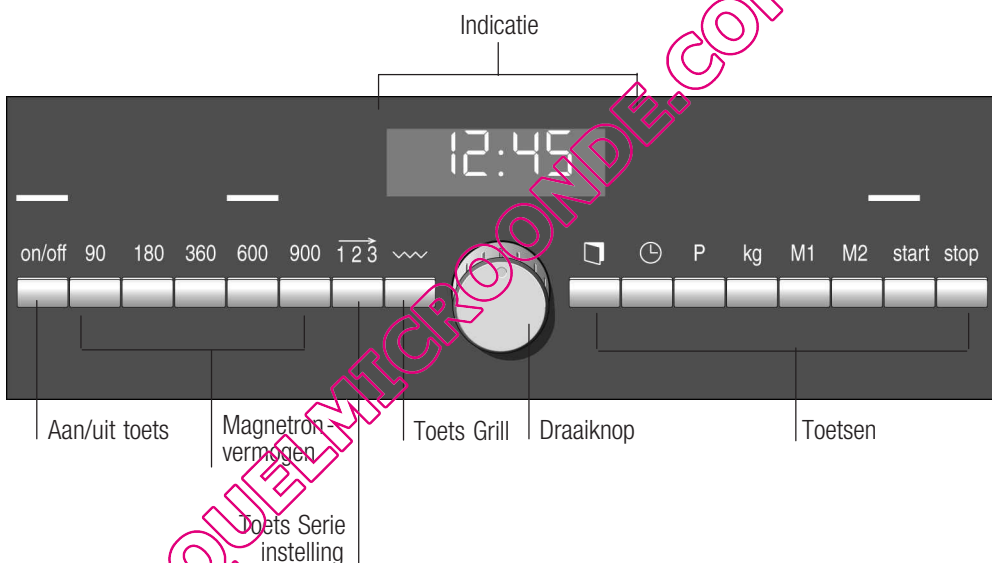 Indicatie
12:45
on/off 90 180 360 600 900 1 2 3 P kg M1 M2 start stop
Aan/uit toets
Magnetron-
vermogen
Toets Grill
Draaiknop
Toetsen
Toets Serie
instelling
QUELMICROONDE.COM